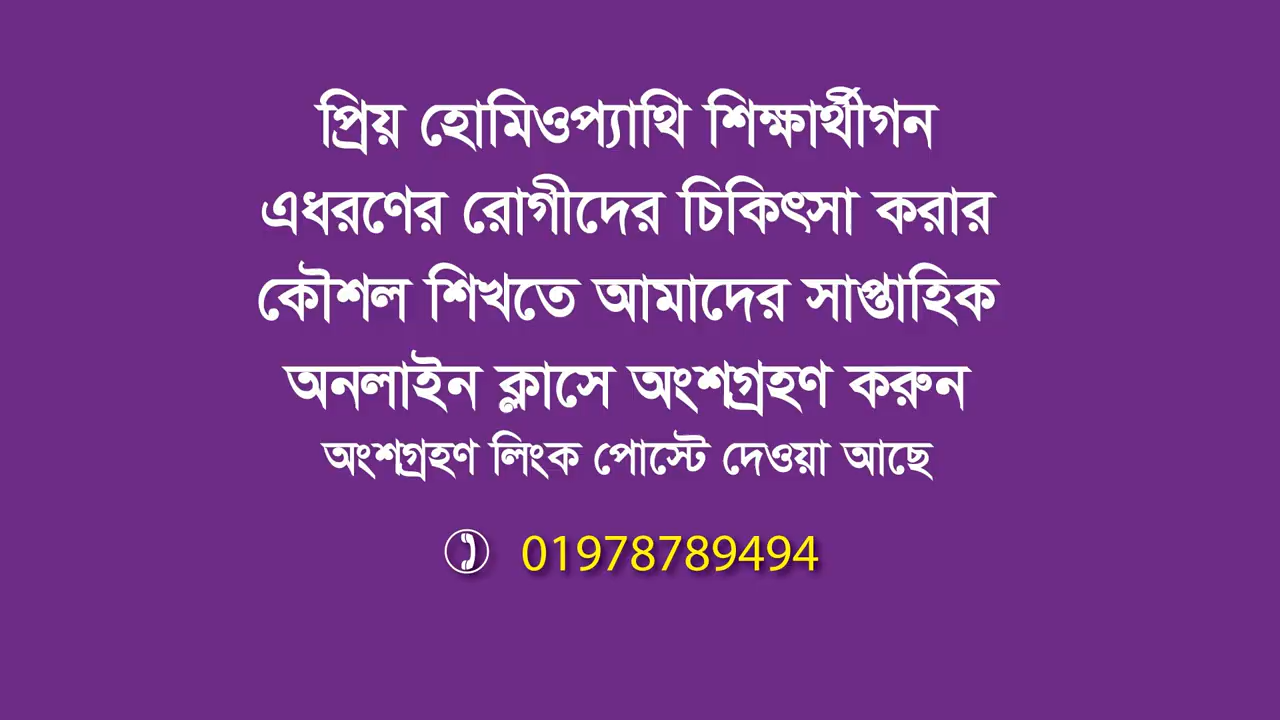 প্রিয় হোমিওপ্যাথি শিক্ষার্থীগন
এধরণের রোগীদের চিকিৎসা করার
কৌশল শিখতে আমাদের সাপ্তাহিক
অনলাইন ক্লাসে অংশগ্রহণ করুন
অংশগ্রহণ লিংক পোস্টে দেওয়া আছে
01978789494